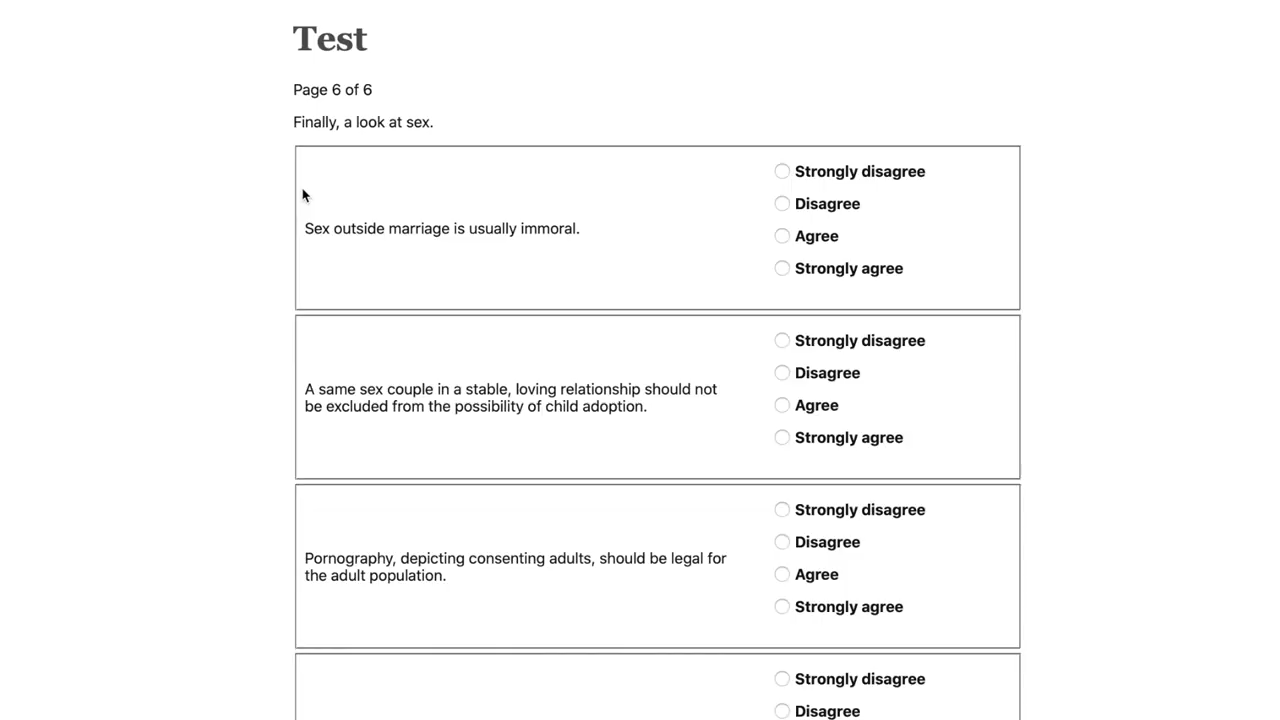 Test
Page 6 of 6
Finally, a look at sex.
Sex outside marriage is usually immoral.
Strongly disagree
Disagree
Agree
Strongly agree
A same sex couple in a stable, loving relationship should not
be excluded from the possibility of child adoption.
Strongly disagree
Disagree
Agree
Strongly agree
Pornography, depicting consenting adults, should be legal for
the adult population.
Strongly disagree
Disagree
Agree
Strongly agree
Strongly disagree
Disagree